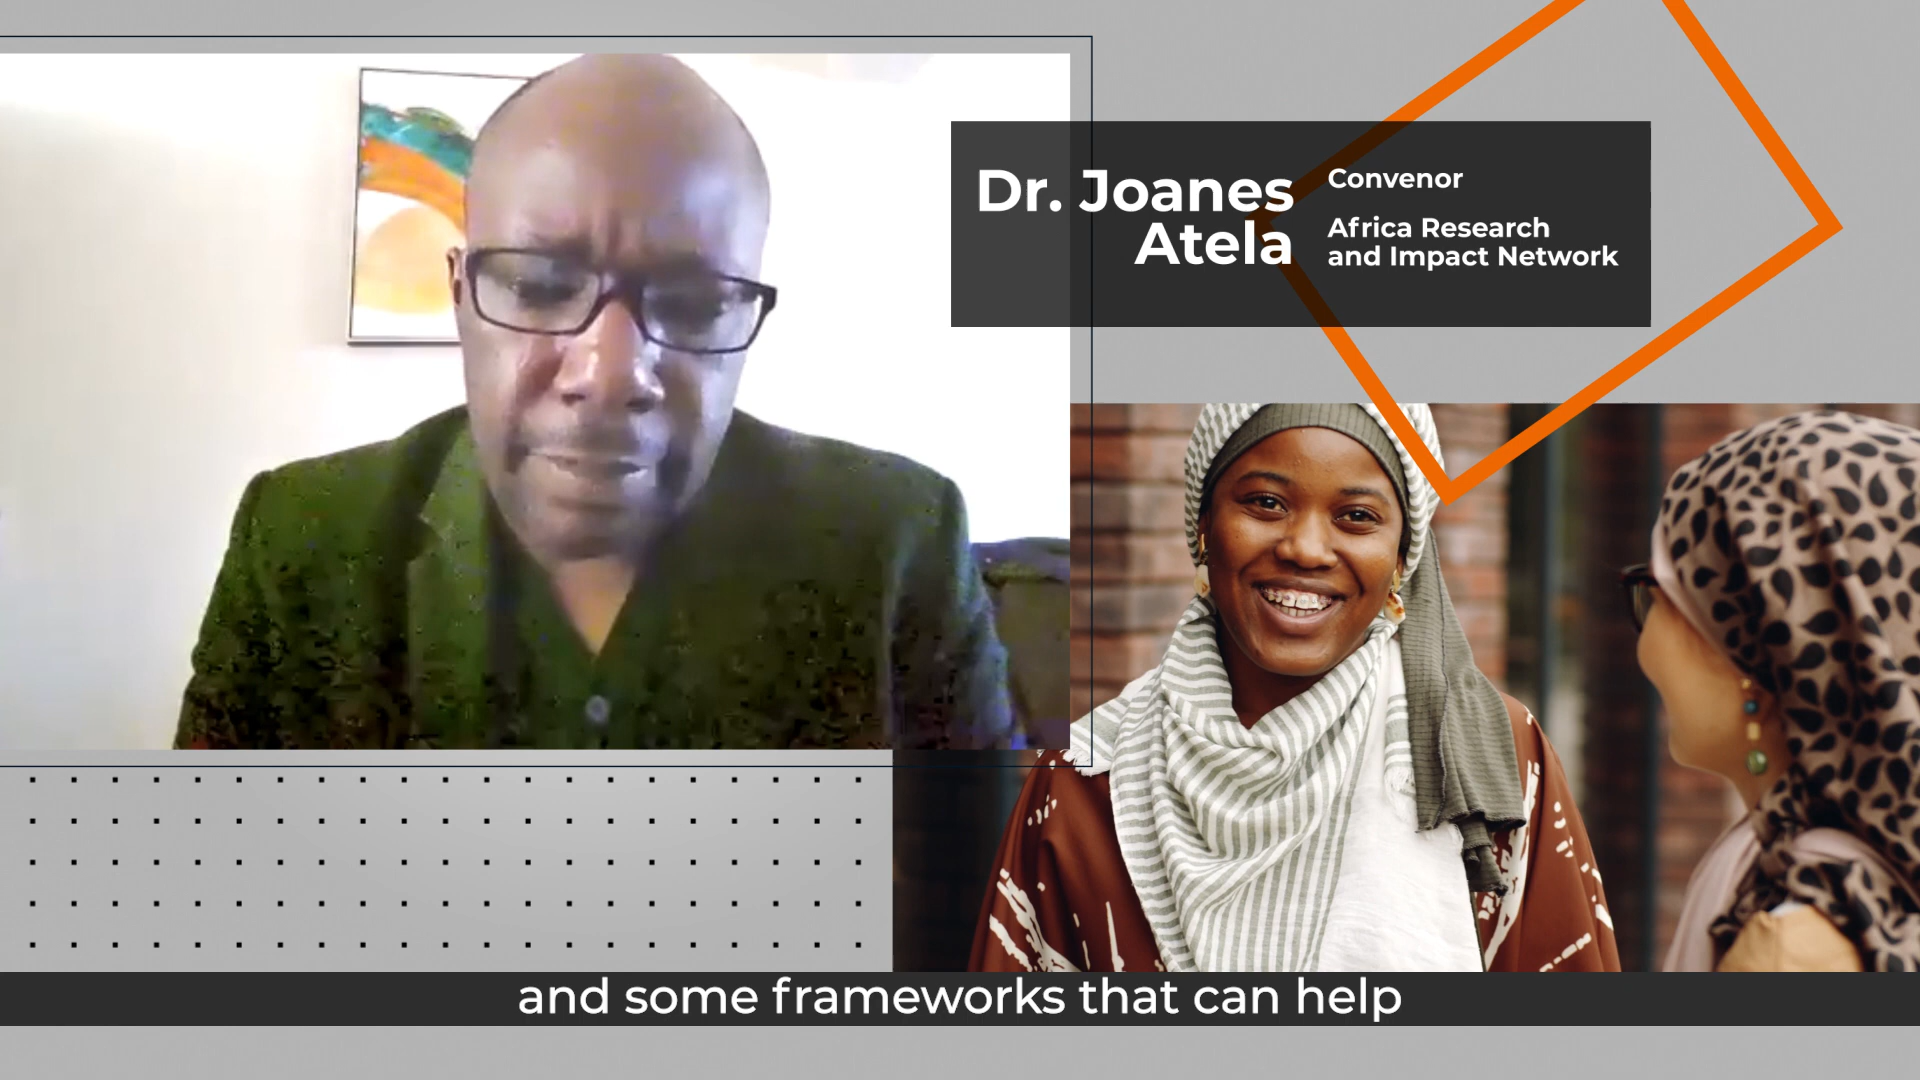 Dr. Joanes
Atela
Convenor
Africa Research
and Impact Network
and some frameworks that can help